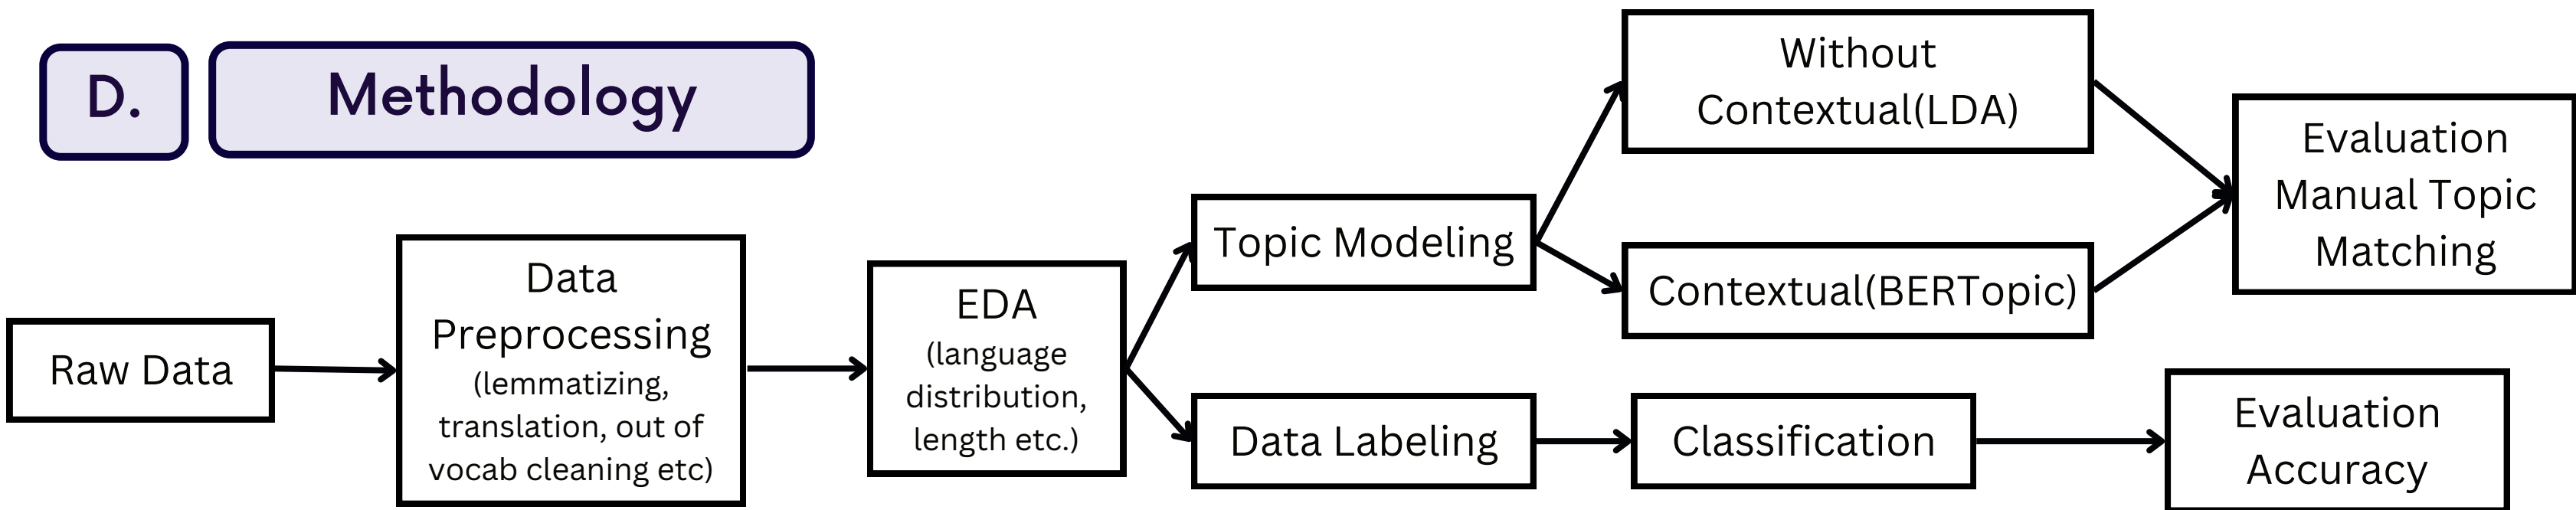 D.
Methodology
Raw Data
Data
Preprocessing
(lemmatizing,
translation, out of
vocab cleaning etc)
EDA
(language
distribution,
length etc.)
Topic Modeling
Without
Contextual(LDA)
Contextual(BERTopic)
Evaluation
Manual Topic
Matching
Data Labeling
Classification
Evaluation
Accuracy